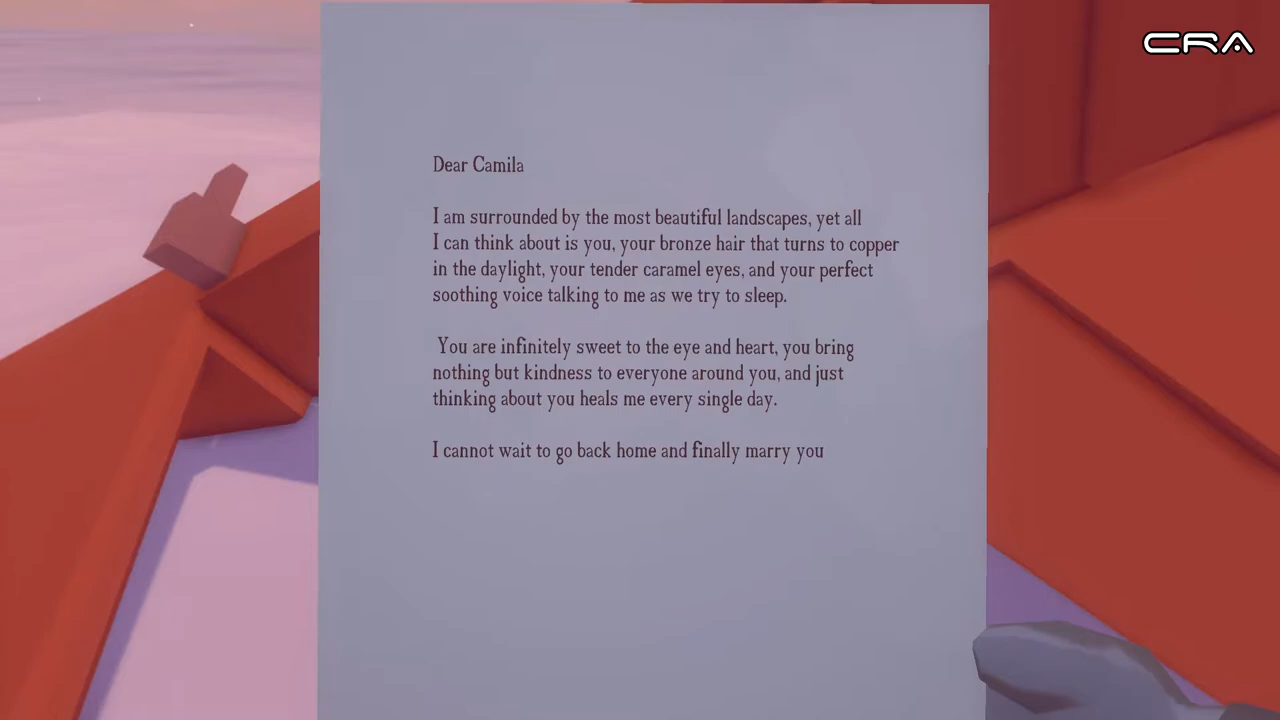 CRA
Dear Camila
I am surrounded by the most beautiful landscapes, yet all
I can think about is you, your bronze hair that turns to copper
in the daylight, your tender caramel eyes, and your perfect
soothing voice talking to me as we try to sleep.
You are infinitely sweet to the eye and heart, you bring
nothing but kindness to everyone around you, and just
thinking about you heals me every single day.
I cannot wait to go back home and finally marry you